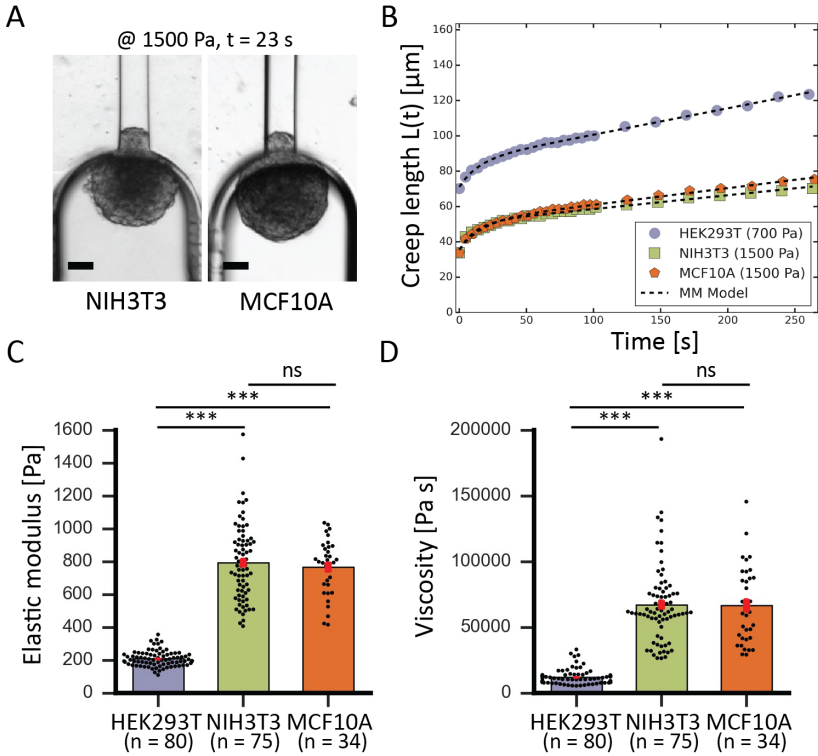 A
@ 1500 Pa, t = 23 s
NIH3T3
MCF10A
B
Creep length L(t) [µm]
160
140
120
100
80
60
40
20
0
0
50
100
150
200
250
Time [s]
HEK293T (700 Pa)
NIH3T3 (1500 Pa)
MCF10A (1500 Pa)
MM Model
C
ns
***
***
Elastic modulus [Pa]
1600
1400
1200
1000
800
600
400
200
0
HEK293T
(n = 80)
NIH3T3
(n = 75)
MCF10A
(n = 34)
D
ns
***
***
Viscosity [Pa s]
200000
150000
100000
50000
0
HEK293T
(n = 80)
NIH3T3
(n = 75)
MCF10A
(n = 34)